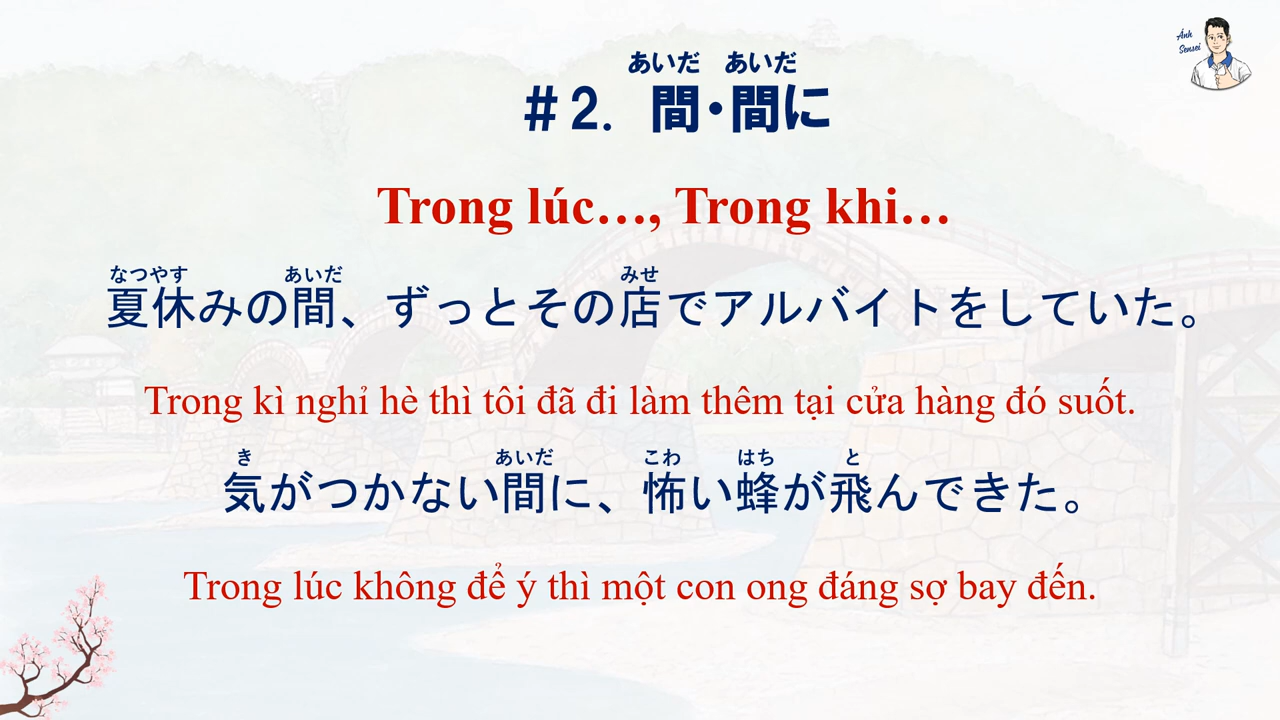 Ánh
Sensei
あいだ あいだ
#2. 間・間に
Trong lúc…, Trong khi…
なつやす あいだ みせ
夏休みの間、ずっとその店でアルバイトをしていた。
Trong kì nghỉ hè thì tôi đã đi làm thêm tại cửa hàng đó suốt.
き あいだ こわ はち と
気がつかない間に、怖い蜂が飛んできた。
Trong lúc không để ý thì một con ong đáng sợ bay đến.